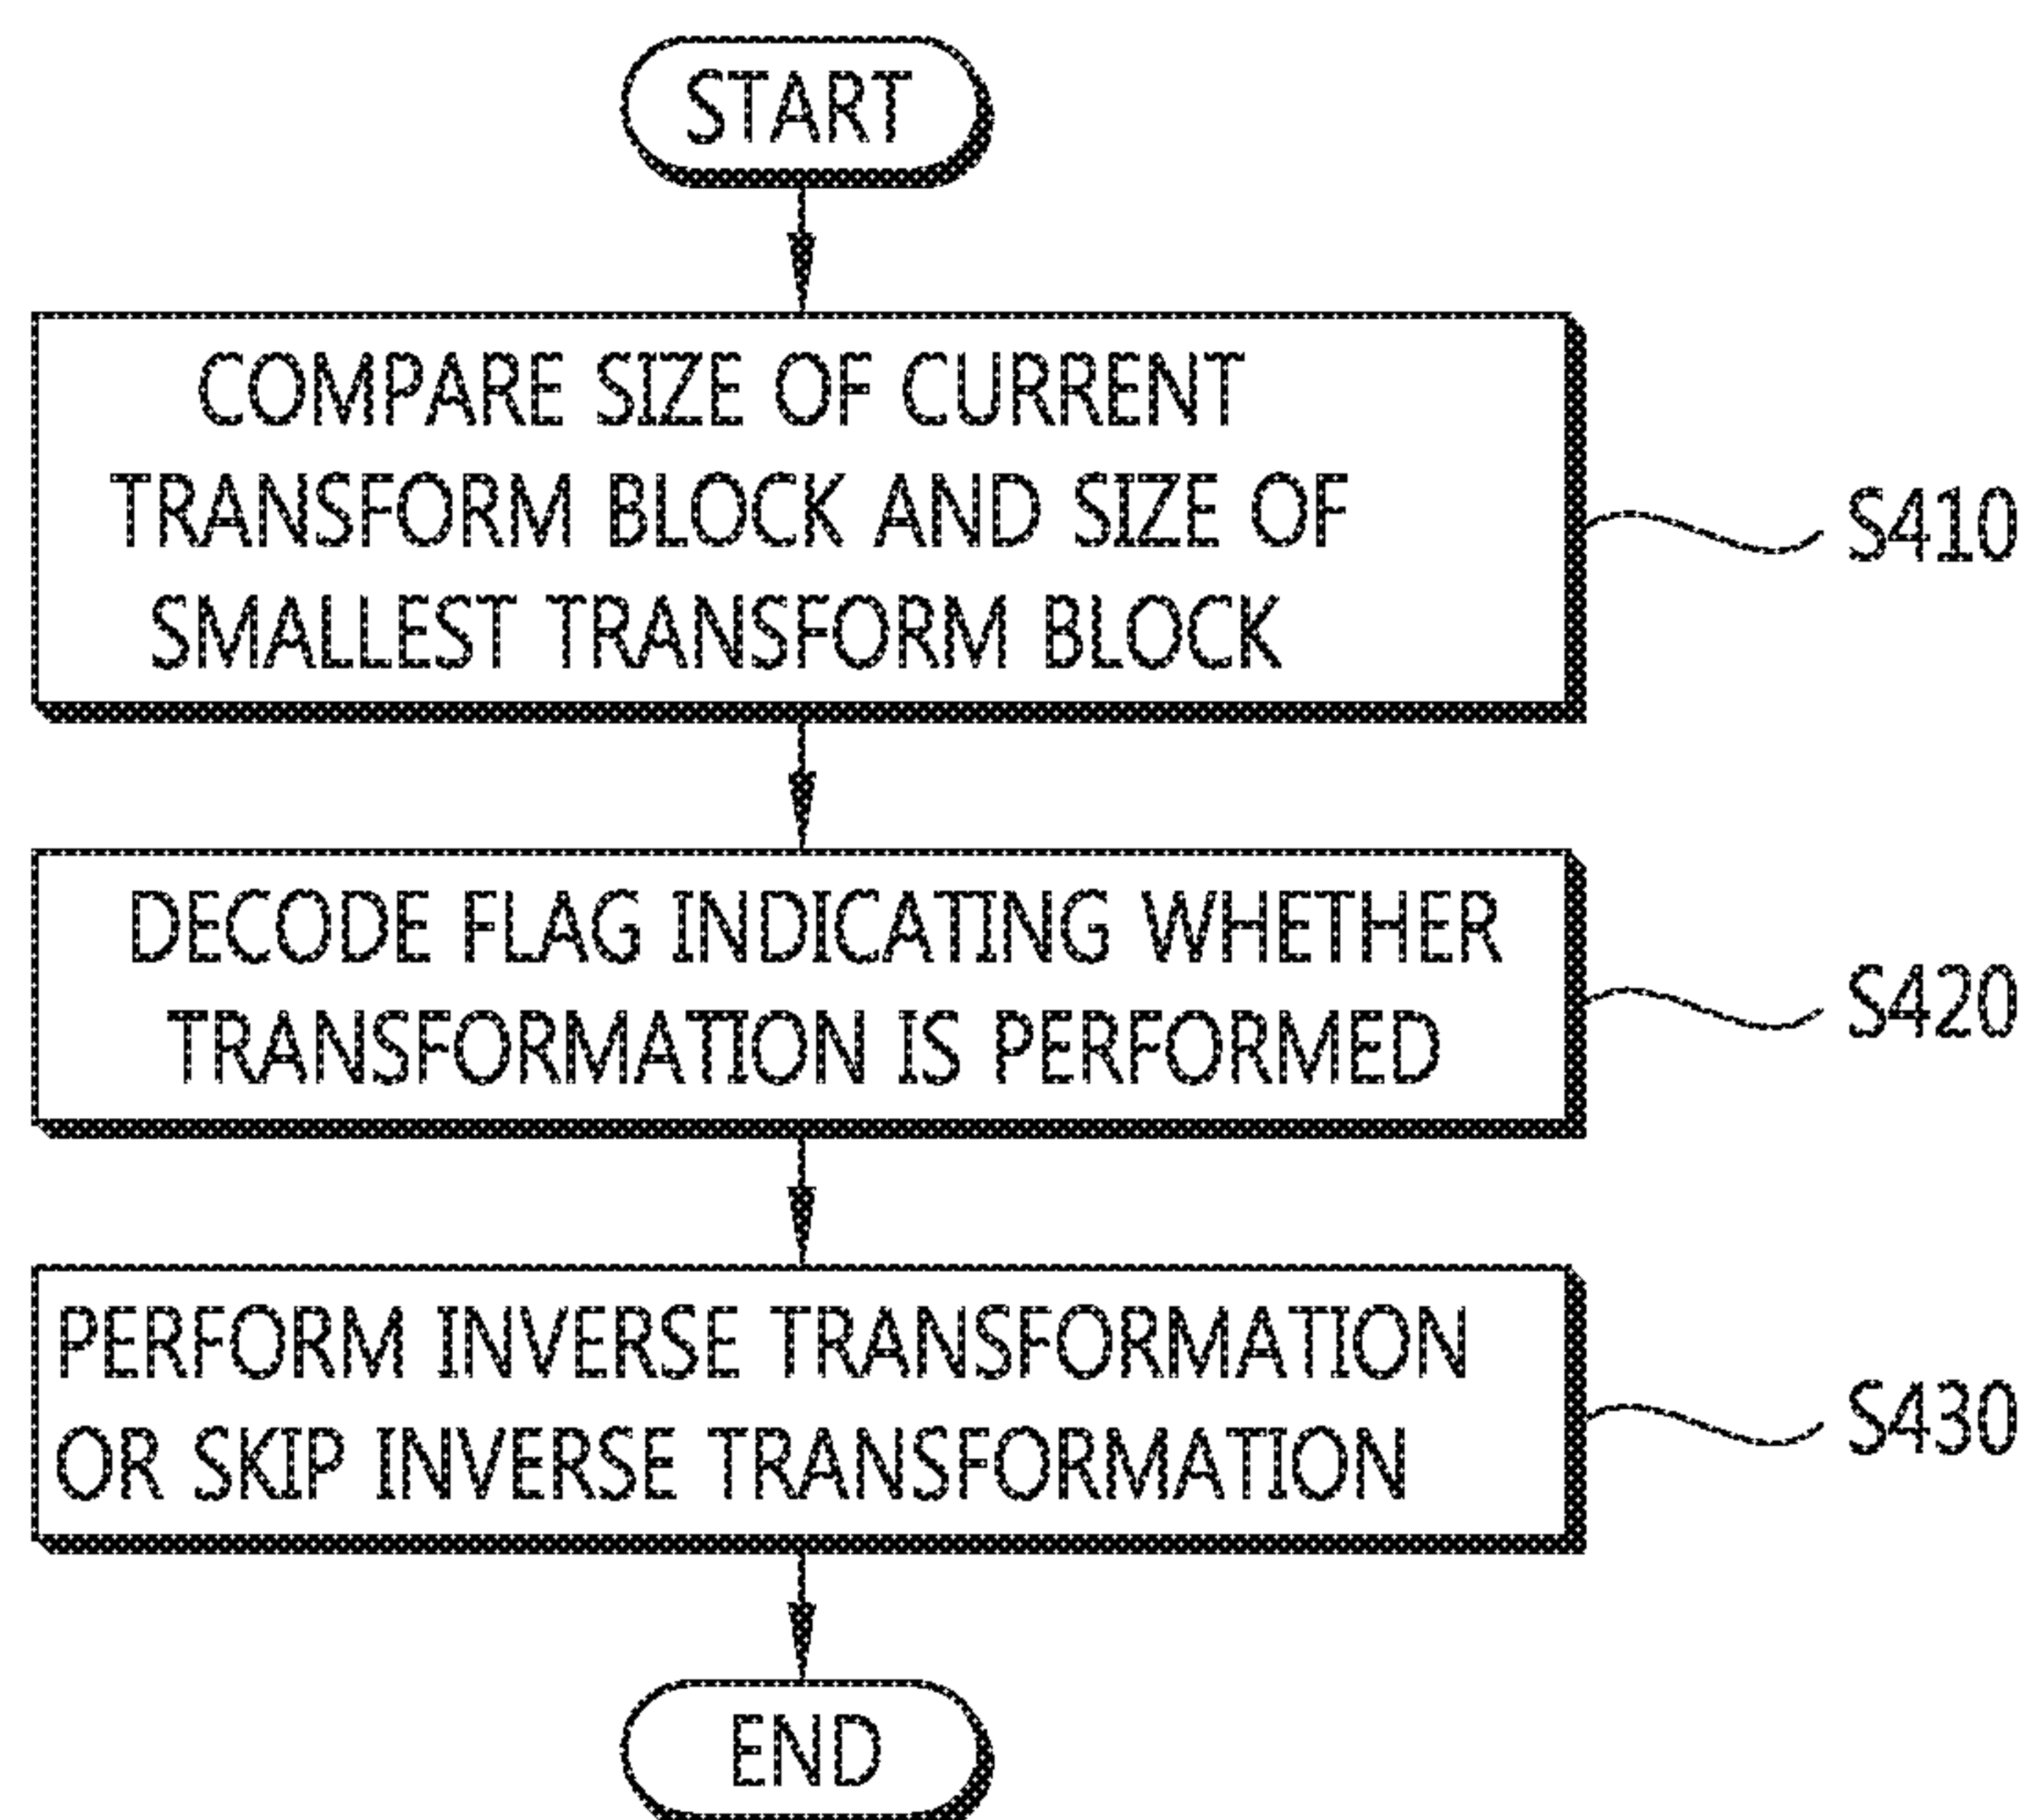 START
COMPARE SIZE OF CURRENT
TRANSFORM BLOCK AND SIZE OF
SMALLEST TRANSFORM BLOCK
S410
DECODE FLAG INDICATING WHETHER
TRANSFORMATION IS PERFORMED
S420
PERFORM INVERSE TRANSFORMATION
OR SKIP INVERSE TRANSFORMATION
S430
END